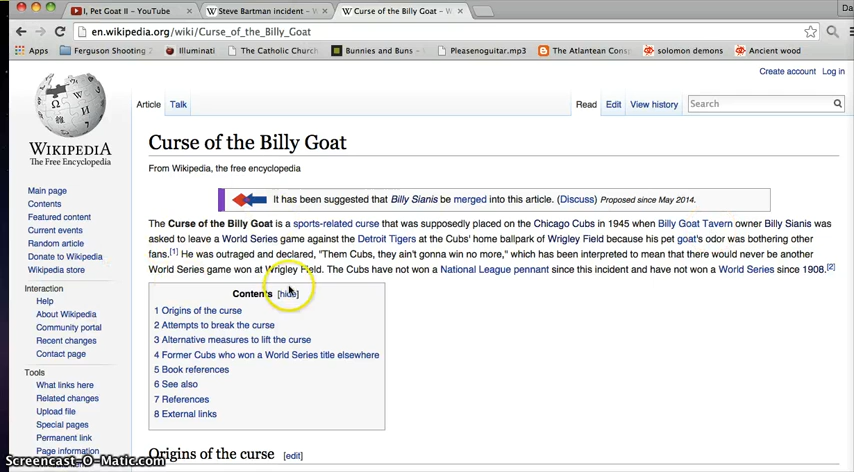 I, Pet Goat II - YouTube
Steve Bartman incident - W
Curse of the Billy Goat - W
Da
en.wikipedia.org/wiki/Curse_of_the_Billy_Goat
Apps
Ferguson Shooting
Illuminati
The Catholic Church
Bunnies and Buns -
Pleasenoguitar.mp3
The Atlantean Cons
solomon demons
Ancient wood
Create account Log in
Article Talk
Read Edit View history Search
WIKIPEDIA
The Free Encyclopedia
Curse of the Billy Goat
From Wikipedia, the free encyclopedia
It has been suggested that Billy Sianis be merged into this article. (Discuss) Proposed since May 2014.
The Curse of the Billy Goat is a sports-related curse that was supposedly placed on the Chicago Cubs in 1945 when Billy Goat Tavern owner Billy Sianis was
asked to leave a World Series game against the Detroit Tigers at the Cubs' home ballpark of Wrigley Field because his pet goat's odor was bothering other
fans.[1] He was outraged and declared, "Them Cubs, they ain't gonna win no more," which has been interpreted to mean that there would never be another
World Series game won at Wrigley Field. The Cubs have not won a National League pennant since this incident and have not won a World Series since 1908.[2]
Contents [hide]
1 Origins of the curse
2 Attempts to break the curse
3 Alternative measures to lift the curse
4 Former Cubs who won a World Series title elsewhere
5 Book references
6 See also
7 References
8 External links
Origins of the curse [edit]
Main page
Contents
Featured content
Current events
Random article
Donate to Wikipedia
Wikipedia store
Interaction
Help
About Wikipedia
Community portal
Recent changes
Contact page
Tools
What links here
Related changes
Upload file
Special pages
Permanent link
Page information
Screencast-O-Matic.com